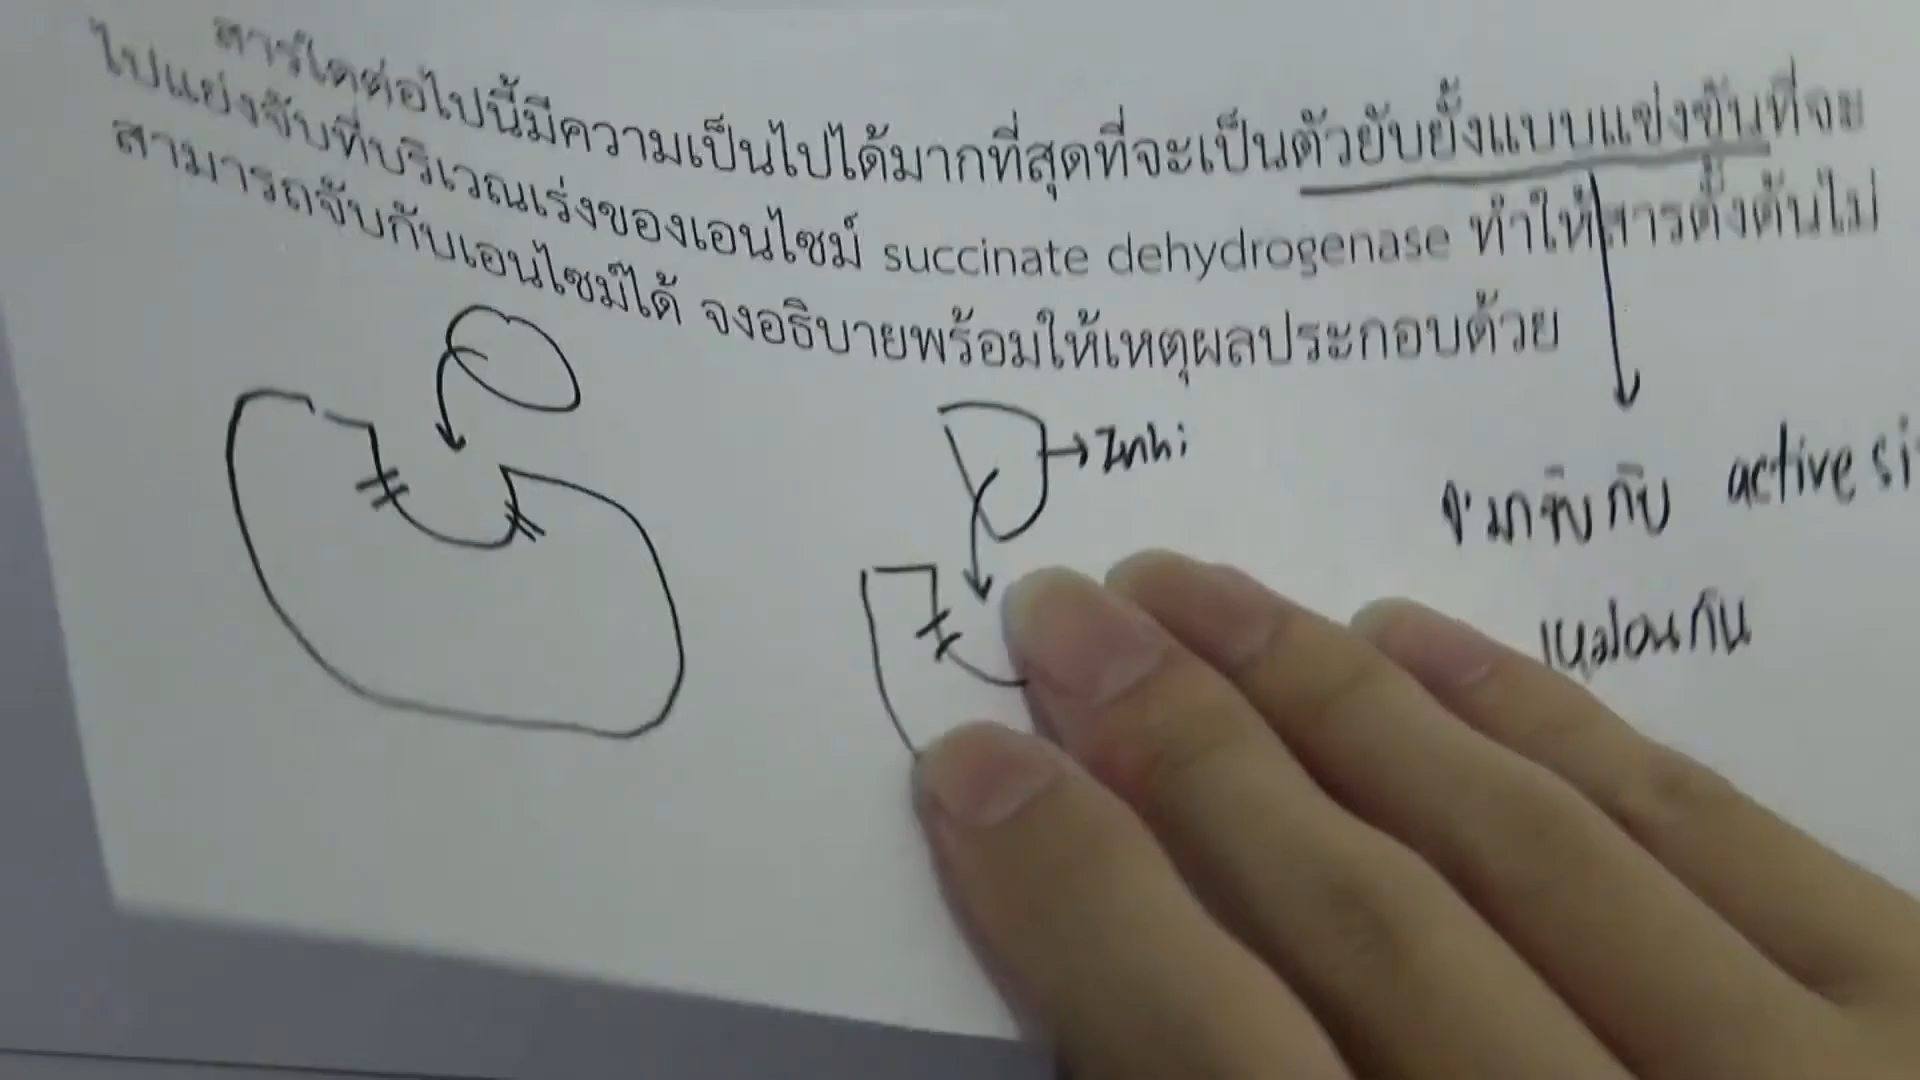 สารใดต่อไปนี้มีความเป็นไปได้มากที่สุดที่จะเป็นตัวยับยั้งแบบแข่งขันที่จะ
ไปแย่งจับที่บริเวณเร่งของเอนไซม์ succinate dehydrogenase ทำให้สารตั้งต้นไม่
สามารถจับกับเอนไซม์ได้ จงอธิบายพร้อมให้เหตุผลประกอบด้วย
Inhi
จะมาจับกับ active si
เหมือนกัน